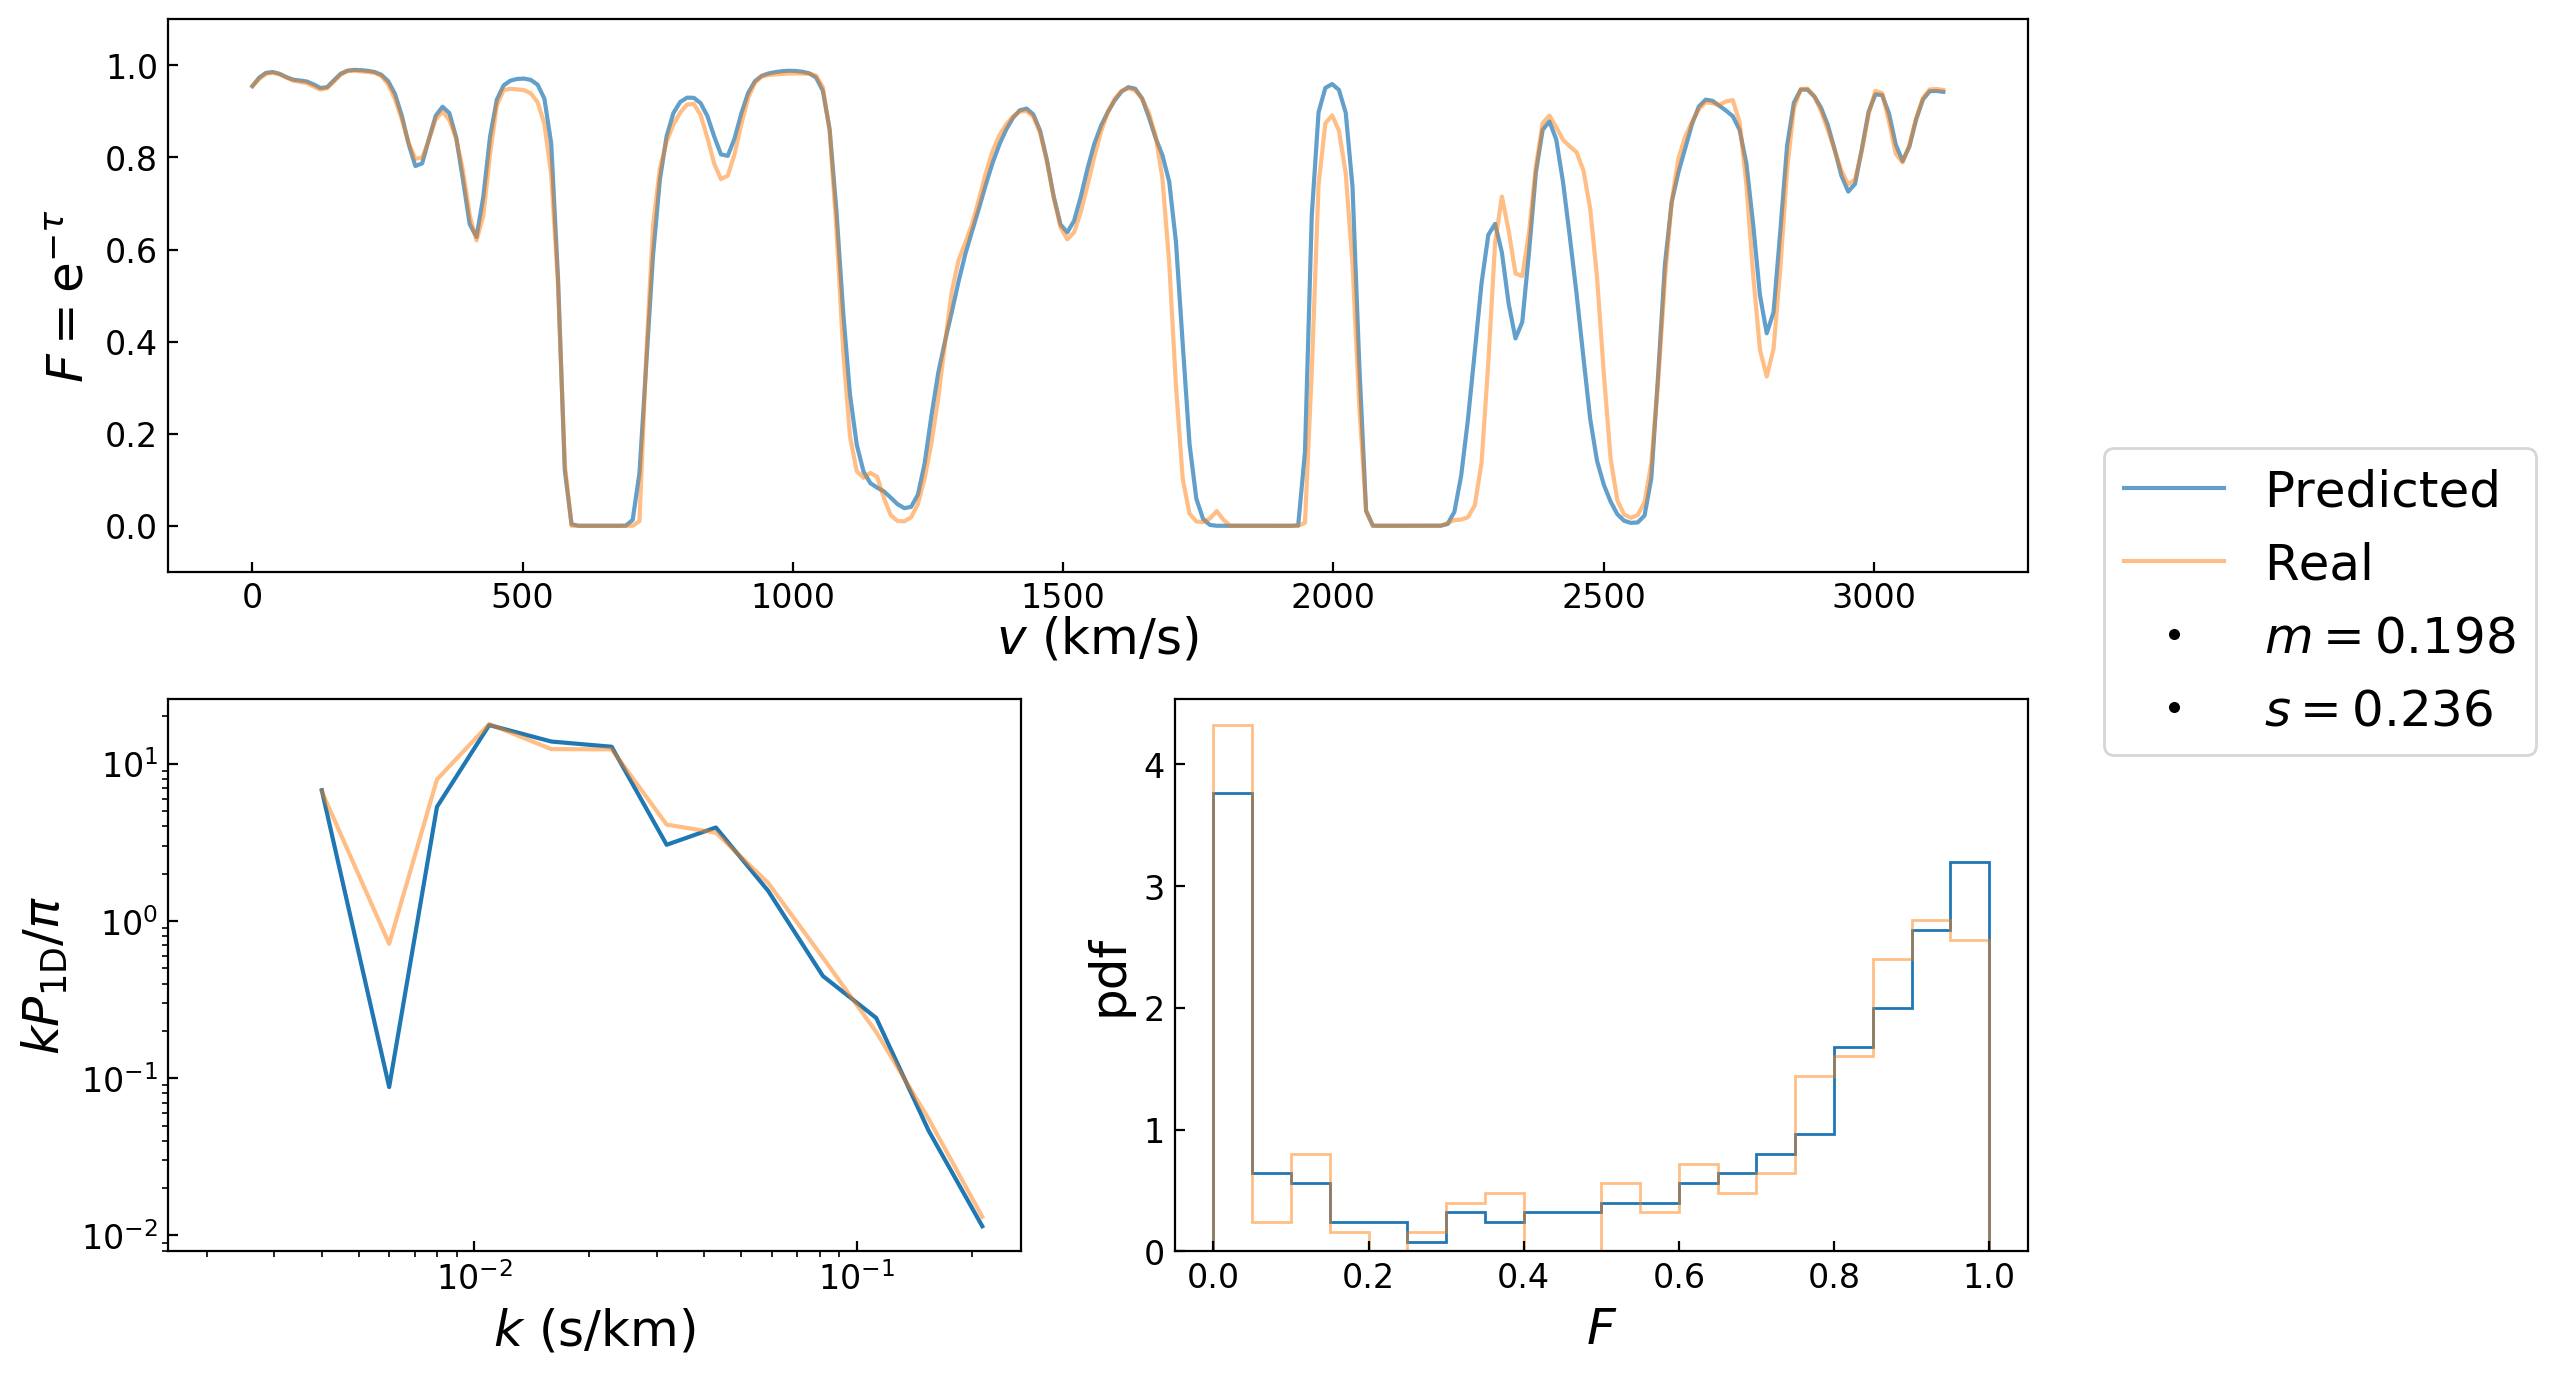 F = e^{−τ}
1.0
0.8
0.6
0.4
0.2
0.0
0 500 1000 1500 2000 2500 3000
v (km/s)
Predicted
Real
m = 0.198
s = 0.236
kP_{1D}/π
10^1
10^0
10^{−1}
10^{−2}
10^{−2} 10^{−1}
k (s/km)
pdf
4
3
2
1
0
0.0 0.2 0.4 0.6 0.8 1.0
F